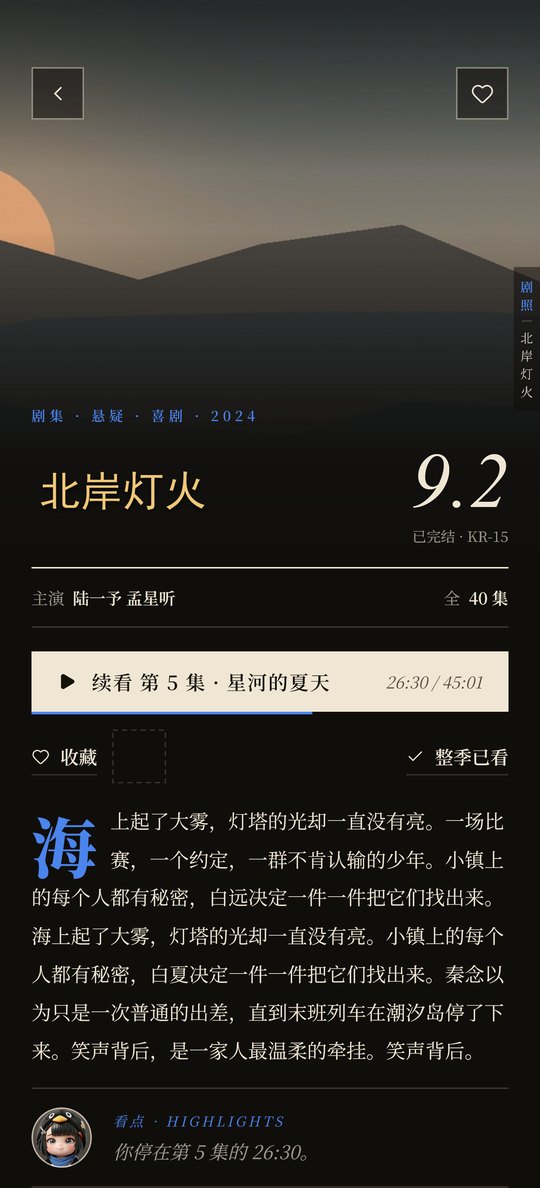 剧照 — 北岸灯火
剧集 · 悬疑 · 喜剧 · 2024
北岸灯火
9.2
已完结 · KR-15
主演 陆一予 孟星听
全 40 集
续看 第 5 集 · 星河的夏天
26:30 / 45:01
收藏
整季已看
海上起了大雾，灯塔的光却一直没有亮。一场比
赛，一个约定，一群不肯认输的少年。小镇上
的每个人都有秘密，白远决定一件一件把它们找出来。
海上起了大雾，灯塔的光却一直没有亮。小镇上的每个
人都有秘密，白夏决定一件一件把它们找出来。秦念以
为只是一次普通的出差，直到末班列车在潮汐岛停了下
来。笑声背后，是一家人最温柔的牵挂。笑声背后。
看点 · HIGHLIGHTS
你停在第 5 集的 26:30。